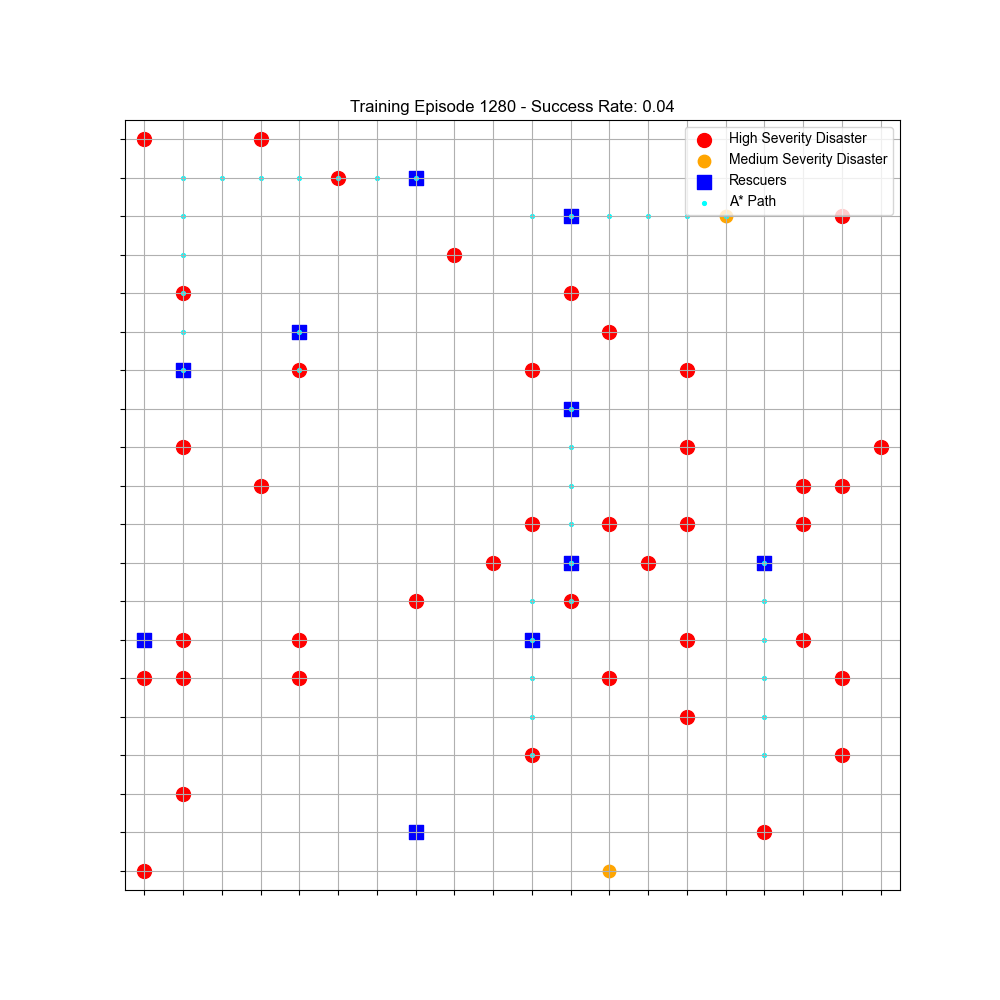 Training Episode 1280 - Success Rate: 0.04
High Severity Disaster
Medium Severity Disaster
Rescuers
A* Path